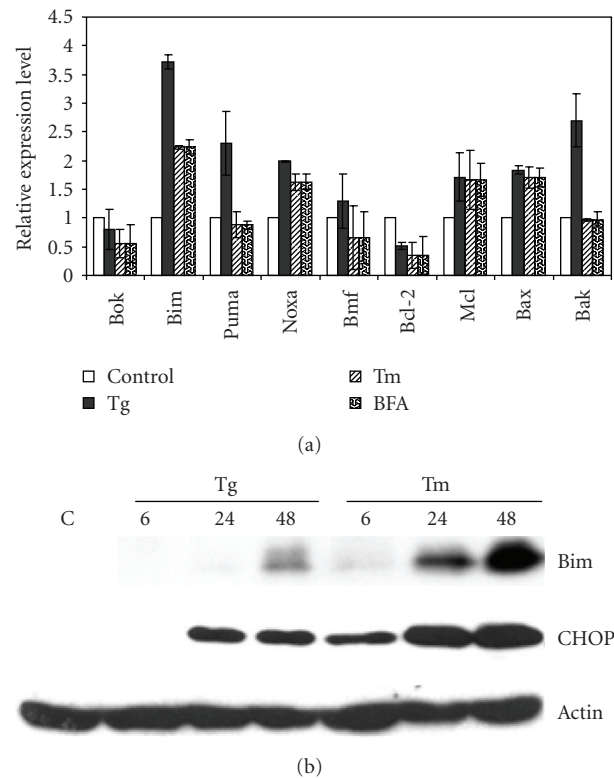 4.5
4
3.5
3
2.5
2
1.5
1
0.5
0
Relative expression level
Bok
Bim
Puma
Noxa
Bmf
Bcl-2
Mcl
Bax
Bak
Control
Tm
Tg
BFA
(a)
Tg
Tm
C
6
24
48
6
24
48
Bim
CHOP
Actin
(b)